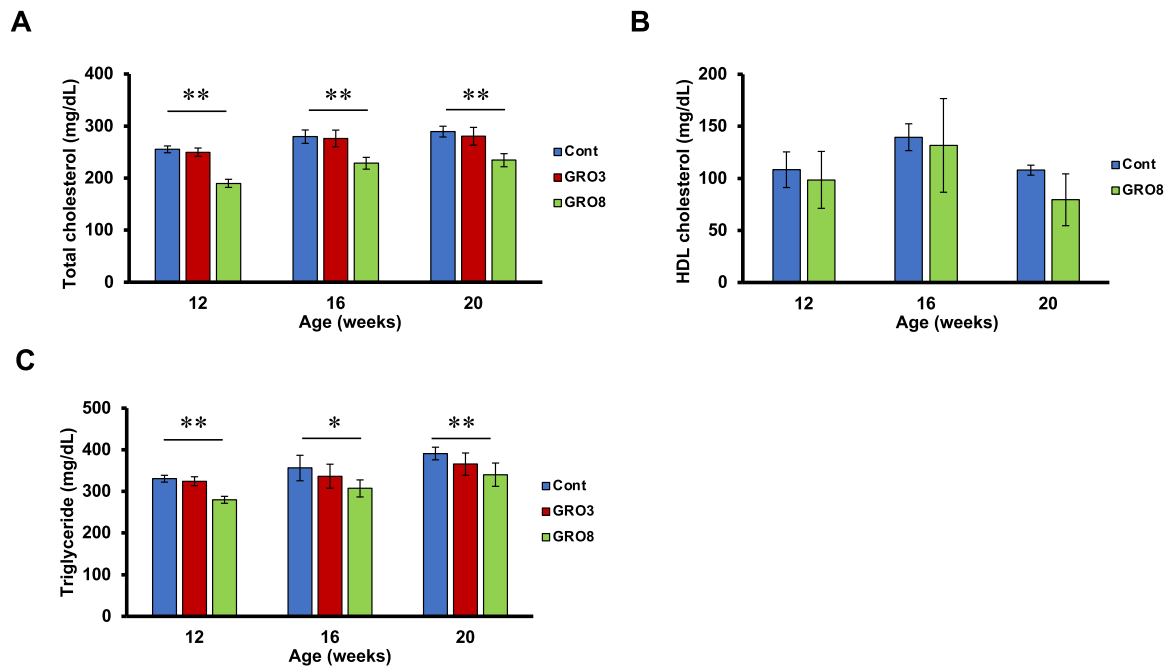 A
Total cholesterol (mg/dL)
400
300
200
100
0
** ** **
12 16 20
Age (weeks)
Cont
GRO3
GRO8
B
HDL cholesterol (mg/dL)
200
150
100
50
0
12 16 20
Age (weeks)
Cont
GRO8
C
Triglyceride (mg/dL)
500
400
300
200
100
0
** * **
12 16 20
Age (weeks)
Cont
GRO3
GRO8